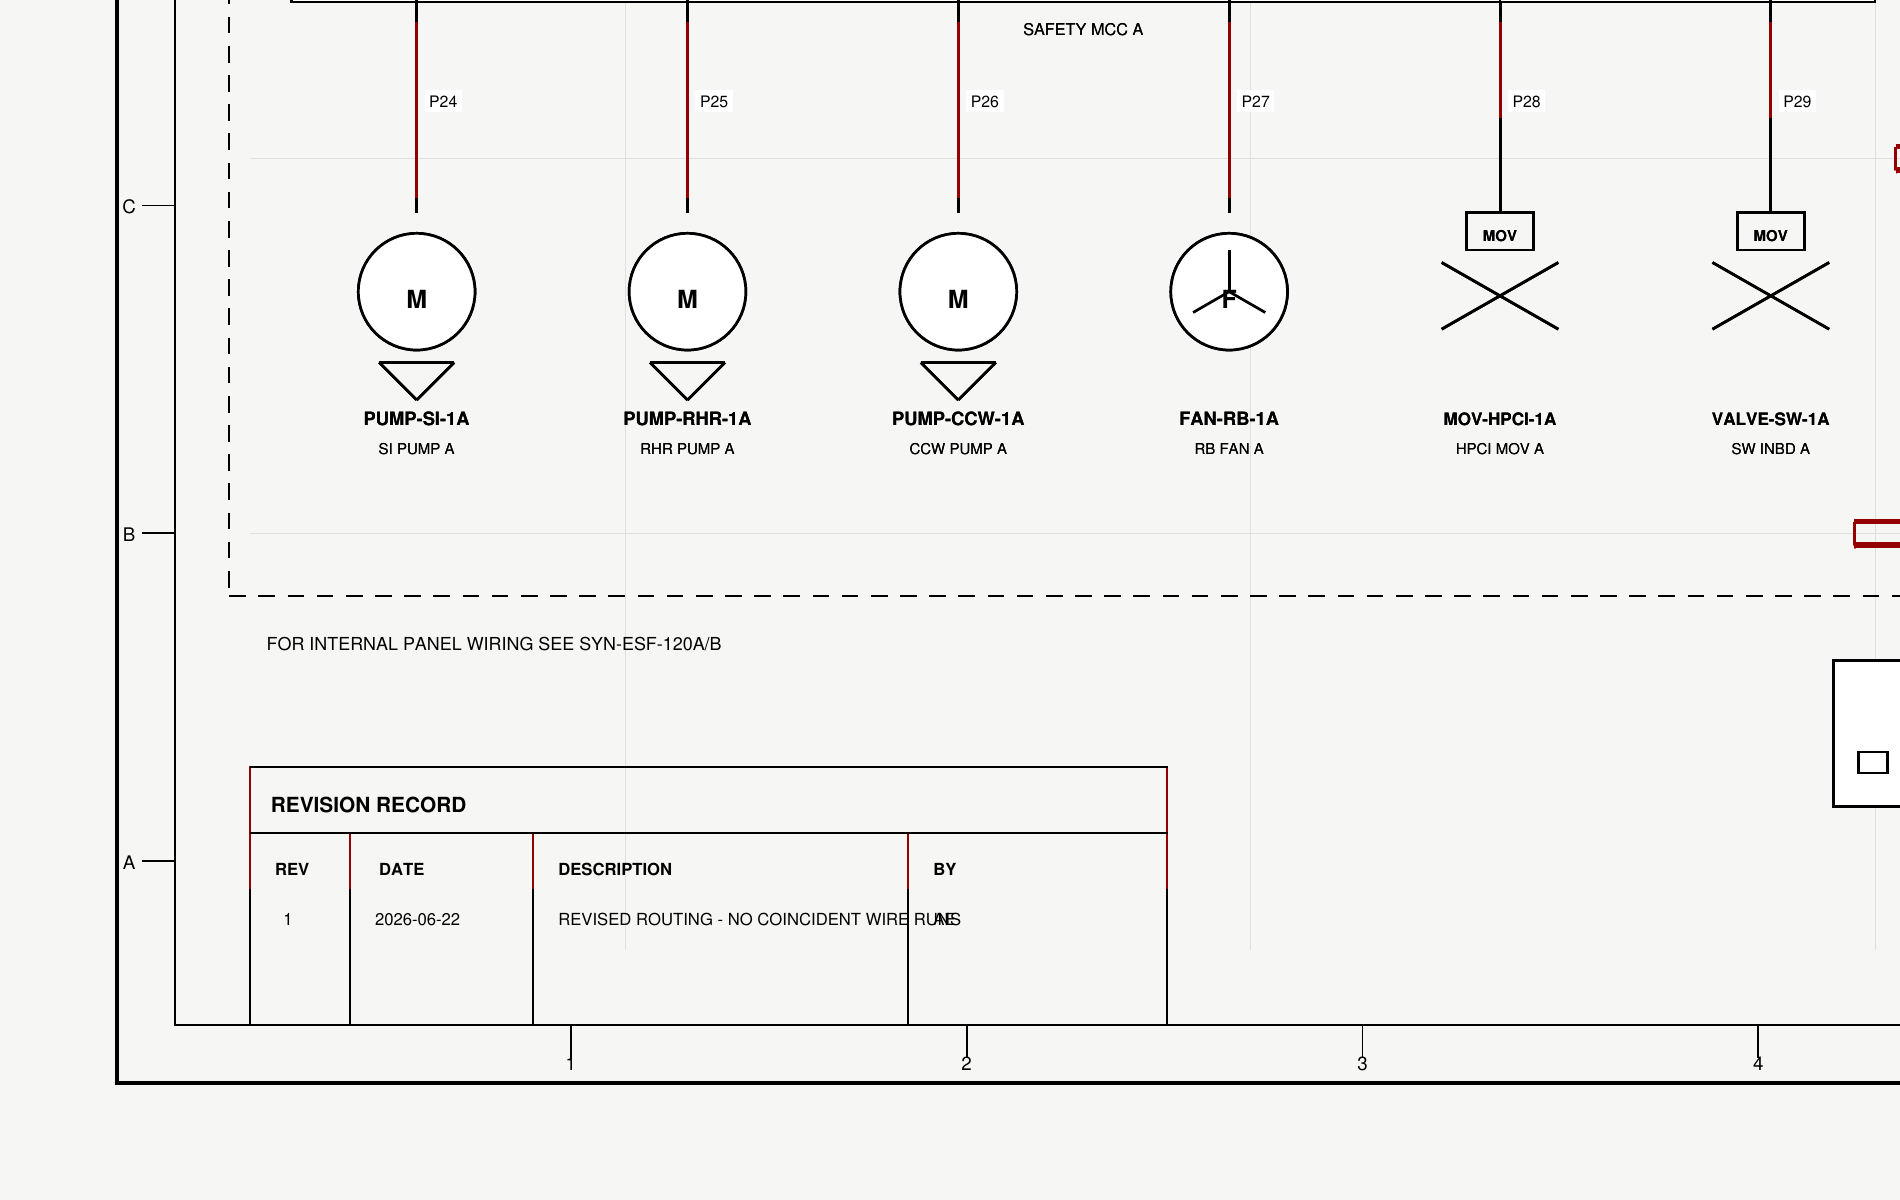 SAFETY MCC A
P24 P25 P26 P27 P28 P29
C
MOV MOV
M M M F
PUMP-SI-1A PUMP-RHR-1A PUMP-CCW-1A FAN-RB-1A MOV-HPCI-1A VALVE-SW-1A
SI PUMP A RHR PUMP A CCW PUMP A RB FAN A HPCI MOV A SW INBD A
B
FOR INTERNAL PANEL WIRING SEE SYN-ESF-120A/B
REVISION RECORD
A
REV DATE DESCRIPTION BY
1 2026-06-22 REVISED ROUTING - NO COINCIDENT WIRE RUNS
1 2 3 4